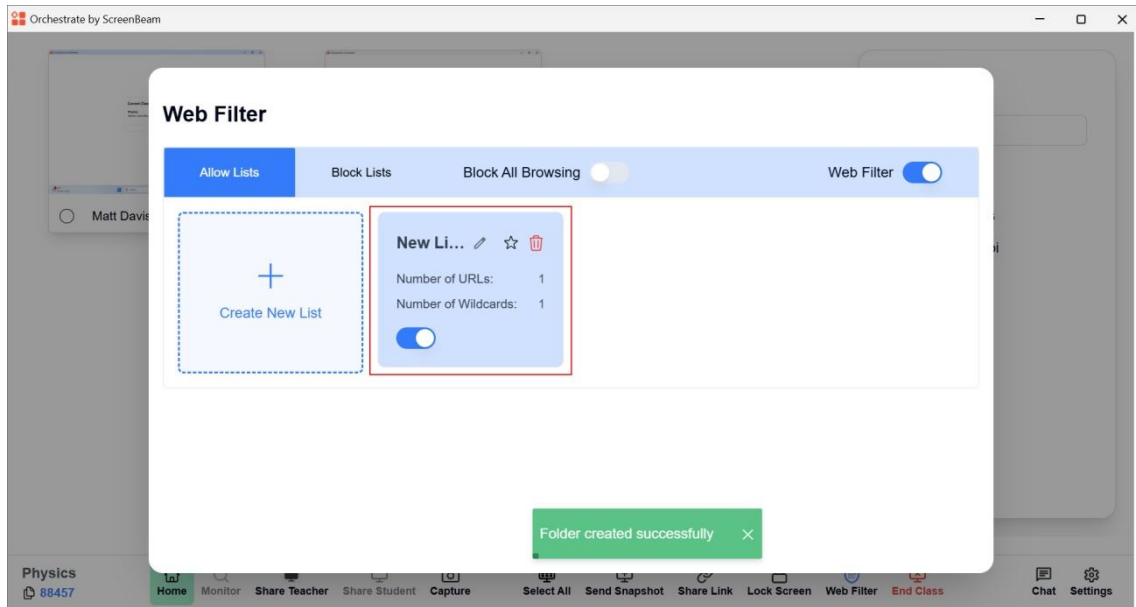 Orchestrate by ScreenBeam
Web Filter
Allow Lists Block Lists Block All Browsing Web Filter
Matt Davis
New Li...
Number of URLs: 1
Number of Wildcards: 1
Create New List
Folder created successfully
Physics
88457
Home Monitor Share Teacher Share Student Capture Select All Send Snapshot Share Link Lock Screen Web Filter End Class Chat Settings